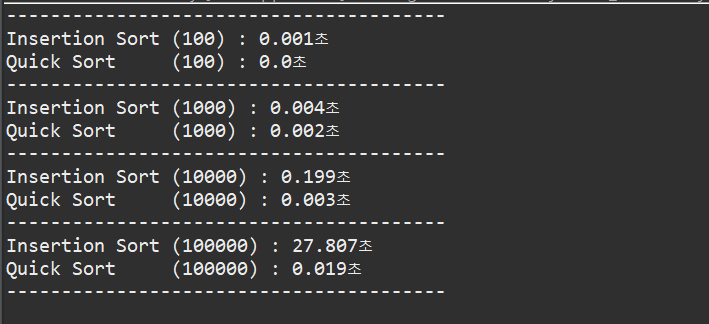 ----------------------------------------
Insertion Sort (100) : 0.001초
Quick Sort     (100) : 0.0초
----------------------------------------
Insertion Sort (1000) : 0.004초
Quick Sort     (1000) : 0.002초
----------------------------------------
Insertion Sort (10000) : 0.199초
Quick Sort     (10000) : 0.003초
----------------------------------------
Insertion Sort (100000) : 27.807초
Quick Sort     (100000) : 0.019초
----------------------------------------